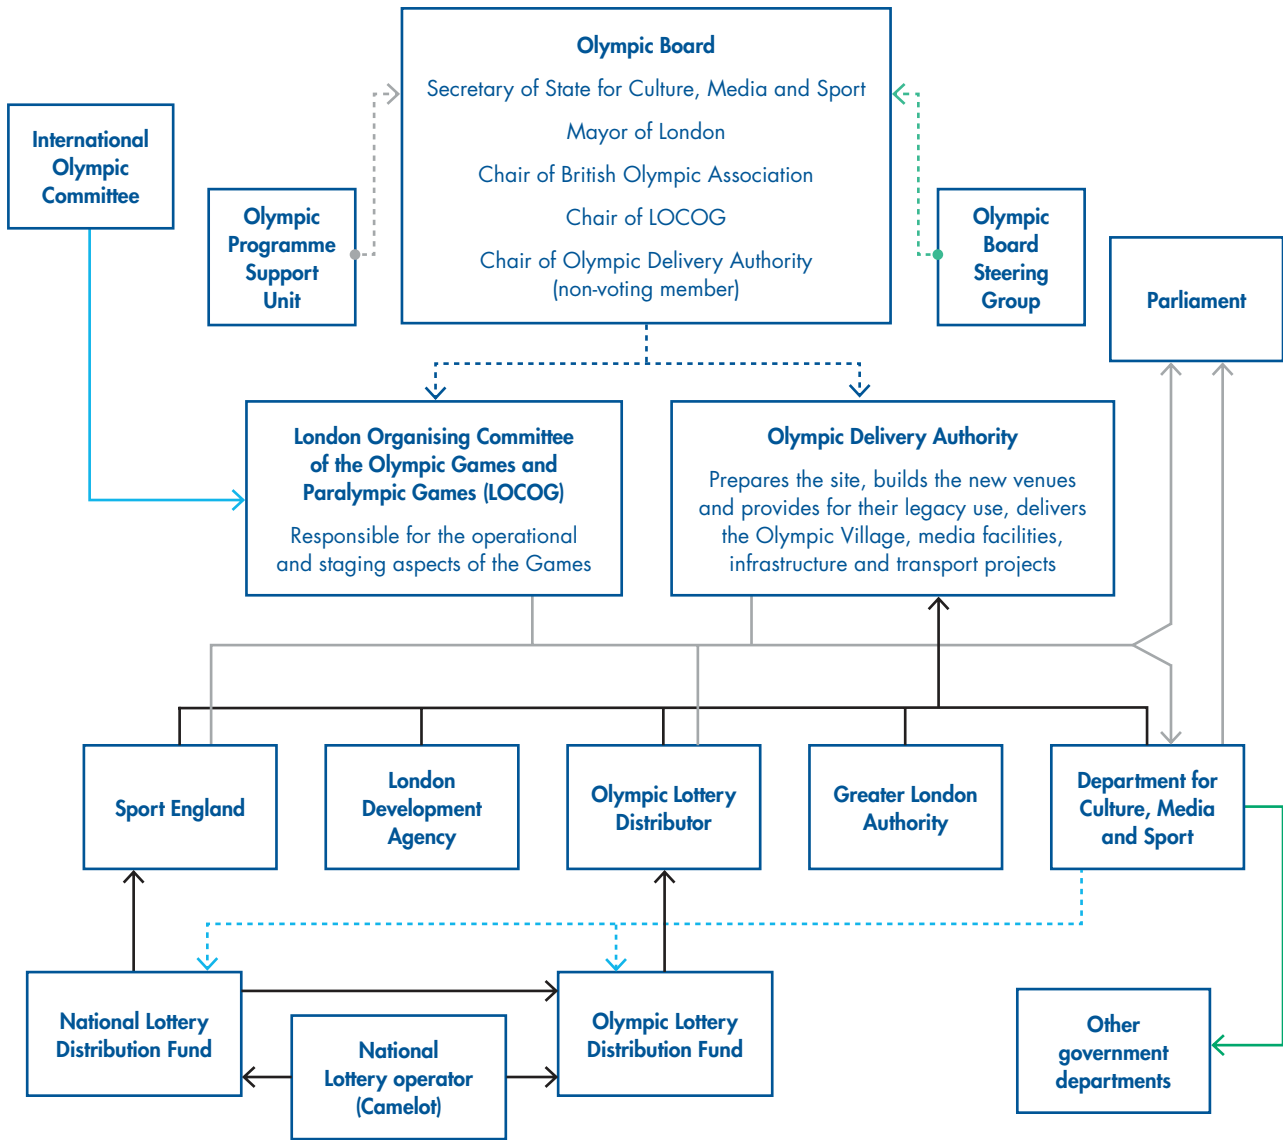 Olympic Board
Secretary of State for Culture, Media and Sport
Mayor of London
Chair of British Olympic Association
Chair of LOCOG
Chair of Olympic Delivery Authority
(non-voting member)
International
Olympic
Committee
Olympic
Programme
Support
Unit
Olympic
Board
Steering
Group
Parliament
London Organising Committee
of the Olympic Games and
Paralympic Games (LOCOG)
Responsible for the operational
and staging aspects of the Games
Olympic Delivery Authority
Prepares the site, builds the new venues
and provides for their legacy use, delivers
the Olympic Village, media facilities,
infrastructure and transport projects
Sport England
London
Development
Agency
Olympic Lottery
Distributor
Greater London
Authority
Department for
Culture, Media
and Sport
National Lottery
Distribution Fund
National
Lottery operator
(Camelot)
Olympic Lottery
Distribution Fund
Other
government
departments